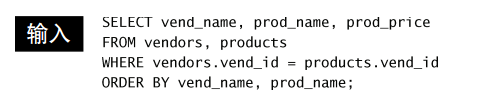 输入
SELECT vend_name, prod_name, prod_price
FROM vendors, products
WHERE vendors.vend_id = products.vend_id
ORDER BY vend_name, prod_name;